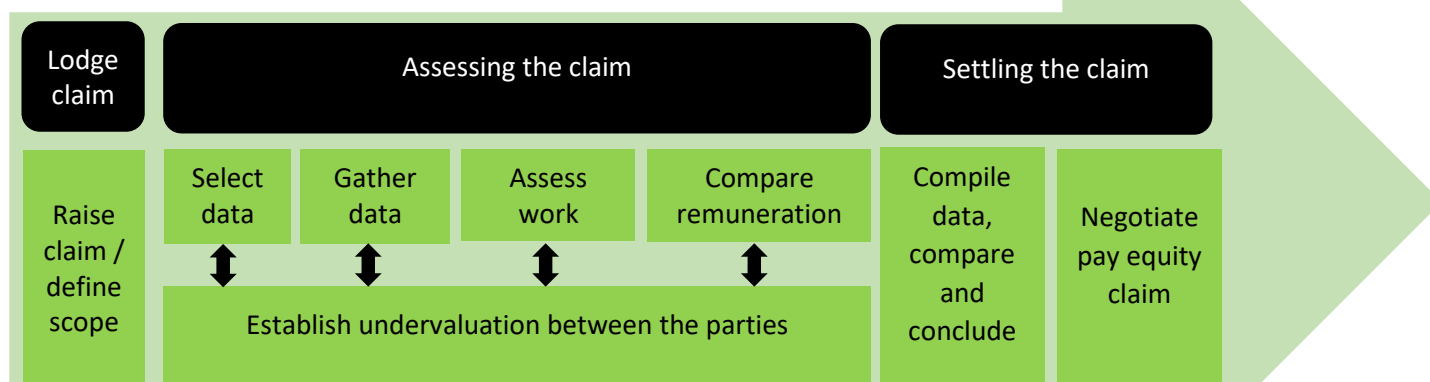 Lodge
claim
Assessing the claim
Settling the claim
Raise
claim /
define
scope
Select
data
Gather
data
Assess
work
Compare
remuneration
Establish undervaluation between the parties
Compile
data,
compare
and
conclude
Negotiate
pay equity
claim